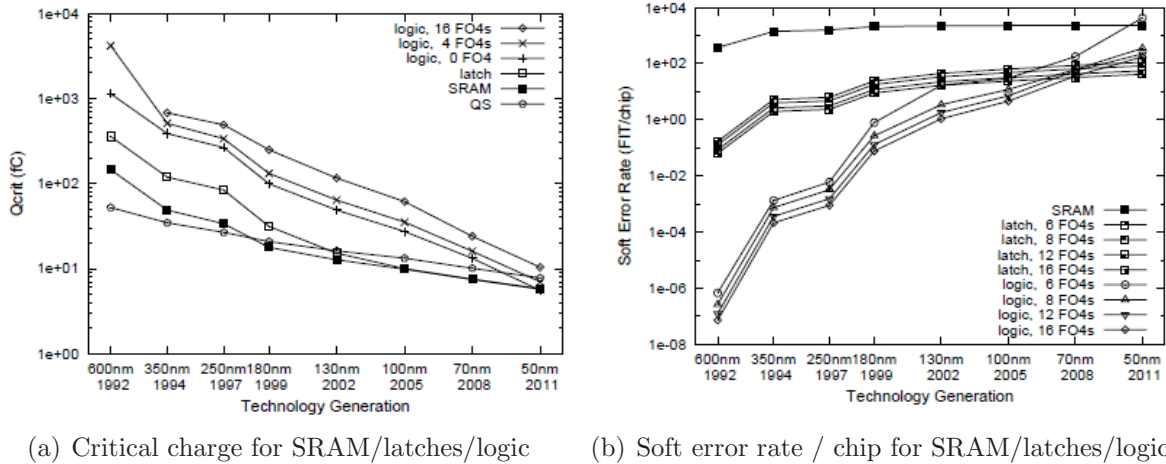 1e+04
1e+03
1e+02
1e+01
1e+00
Qcrit (fC)
logic, 16 FO4s
logic, 4 FO4s
logic, 0 FO4
latch
SRAM
QS
600nm 350nm 250nm 180nm 130nm 100nm 70nm 50nm
1992 1994 1997 1999 2002 2005 2008 2011
Technology Generation
(a) Critical charge for SRAM/latches/logic
1e+04
1e+02
1e+00
1e-02
1e-04
1e-06
1e-08
Soft Error Rate (FIT/chip)
SRAM
latch, 6 FO4s
latch, 8 FO4s
latch, 12 FO4s
latch, 16 FO4s
logic, 6 FO4s
logic, 8 FO4s
logic, 12 FO4s
logic, 16 FO4s
600nm 350nm 250nm 180nm 130nm 100nm 70nm 50nm
1992 1994 1997 1999 2002 2005 2008 2011
Technology Generation
(b) Soft error rate / chip for SRAM/latches/logic